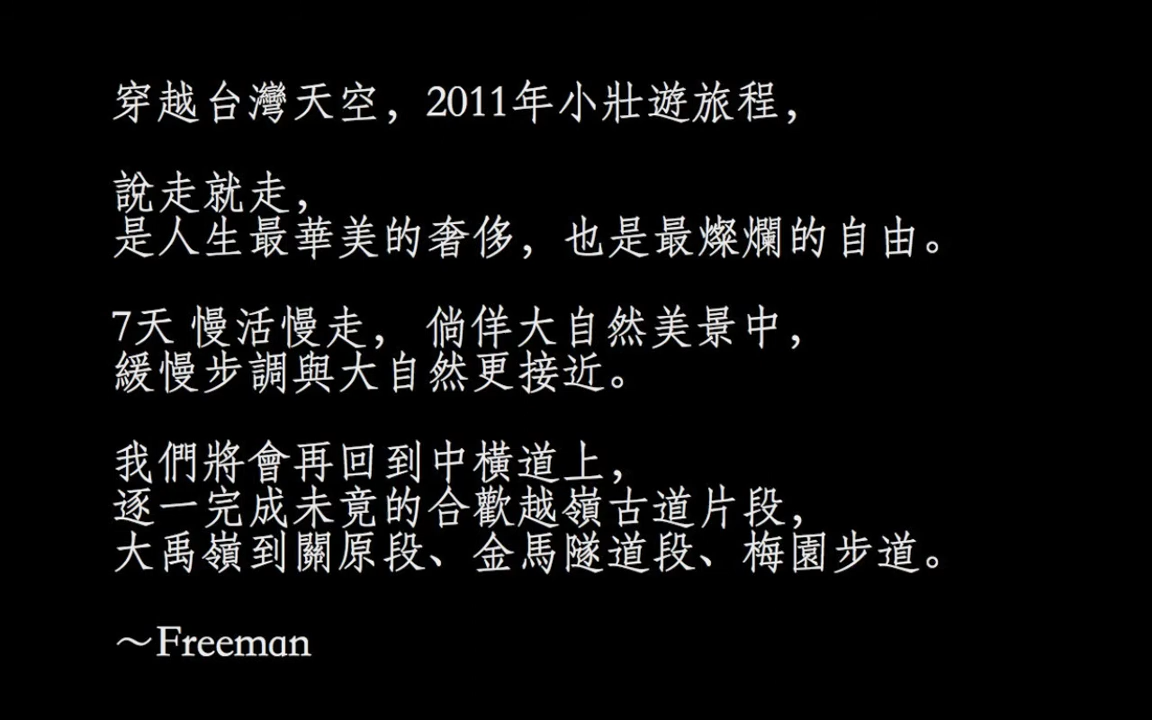 穿越台灣天空，2011年小壯遊旅程，
說走就走，
是人生最華美的奢侈，也是最燦爛的自由。
7天 慢活慢走， 倘佯大自然美景中，
緩慢步調與大自然更接近。
我們將會再回到中橫道上，
逐一完成未竟的合歡越嶺古道片段，
大禹嶺到關原段、金馬隧道段、梅園步道。
～Freeman